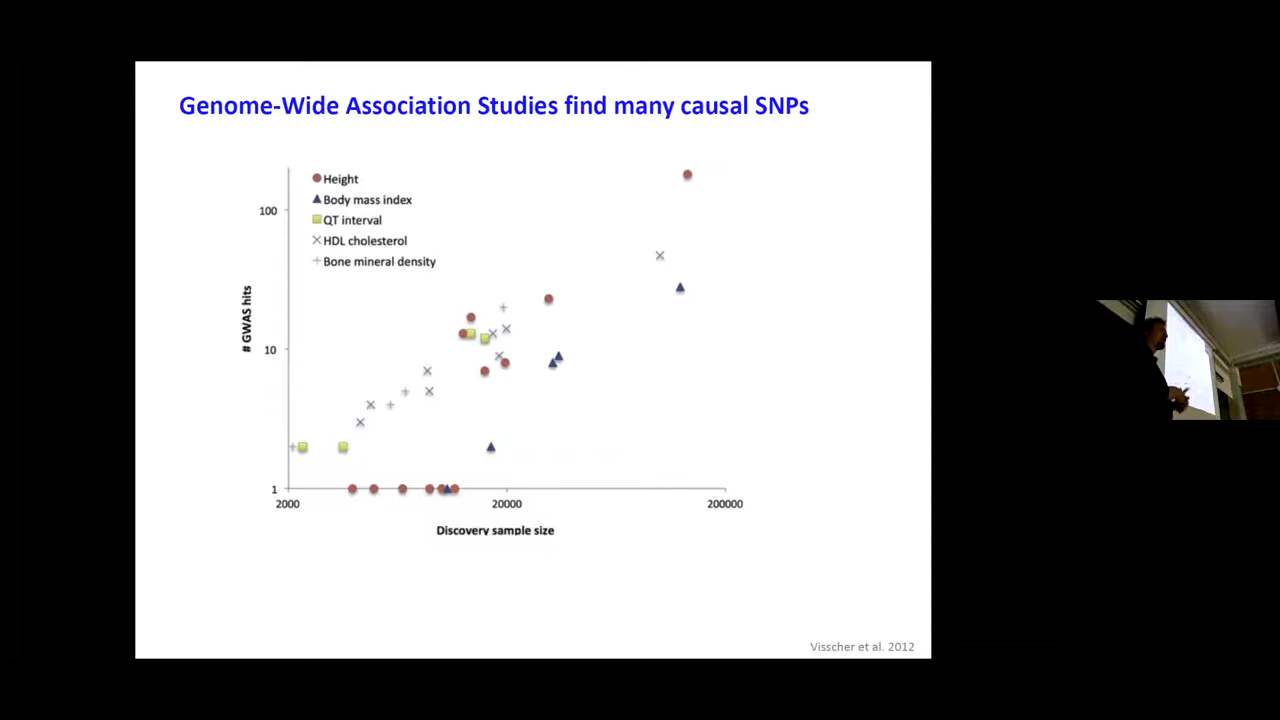 Genome-Wide Association Studies find many causal SNPs
Height
Body mass index
QT interval
HDL cholesterol
Bone mineral density
100
10
1
# GWAS hits
2000
20000
200000
Discovery sample size
Visscher et al. 2012